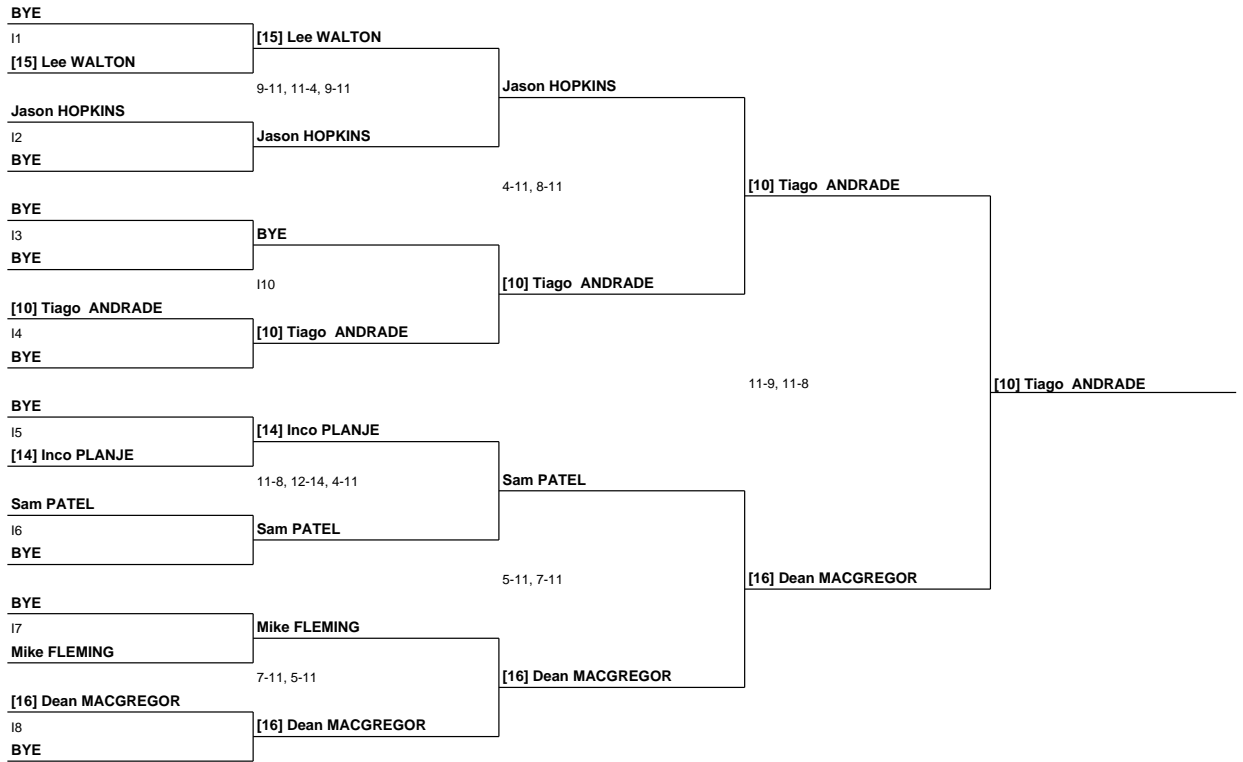 BYE
I1
[15] Lee WALTON
[15] Lee WALTON
9-11, 11-4, 9-11
Jason HOPKINS
Jason HOPKINS
I2
BYE
Jason HOPKINS
4-11, 8-11
[10] Tiago  ANDRADE
BYE
I3
BYE
BYE
I10
[10] Tiago  ANDRADE
[10] Tiago  ANDRADE
I4
BYE
[10] Tiago  ANDRADE
11-9, 11-8
[10] Tiago  ANDRADE
BYE
I5
[14] Inco PLANJE
[14] Inco PLANJE
11-8, 12-14, 4-11
Sam PATEL
Sam PATEL
I6
BYE
Sam PATEL
5-11, 7-11
[16] Dean MACGREGOR
BYE
I7
Mike FLEMING
Mike FLEMING
7-11, 5-11
[16] Dean MACGREGOR
[16] Dean MACGREGOR
I8
BYE
[16] Dean MACGREGOR